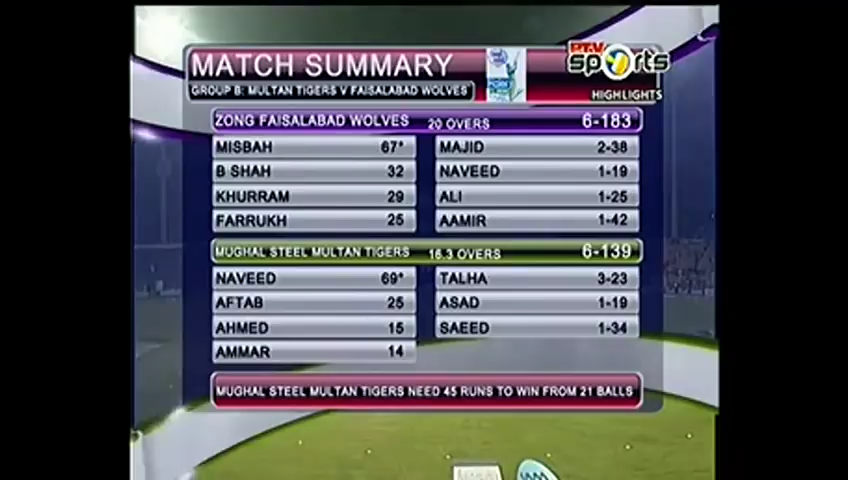 MATCH SUMMARY
PTV sports
GROUP B: MULTAN TIGERS V FAISALABAD WOLVES
HIGHLIGHTS
ZONG FAISALABAD WOLVES 20 OVERS 6-183
MISBAH 67* MAJID 2-38
B SHAH 32 NAVEED 1-19
KHURRAM 29 ALI 1-25
FARRUKH 25 AAMIR 1-42
MUGHAL STEEL MULTAN TIGERS 16.3 OVERS 6-139
NAVEED 69* TALHA 3-23
AFTAB 25 ASAD 1-19
AHMED 15 SAEED 1-34
AMMAR 14
MUGHAL STEEL MULTAN TIGERS NEED 45 RUNS TO WIN FROM 21 BALLS